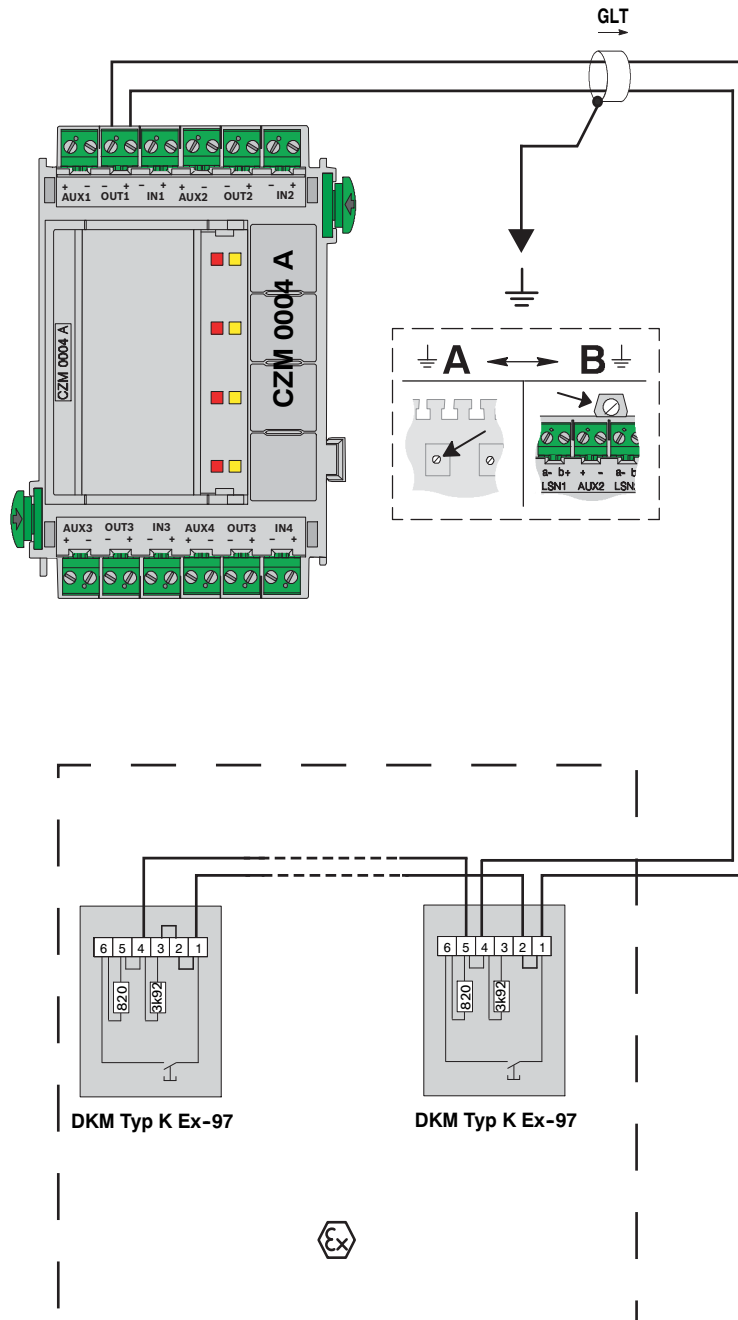 GLT
+ − − + − + + − − + − +
AUX1 OUT1 IN1 AUX2 OUT2 IN2
CZM 0004 A
CZM 0004 A
A B
a- b+ + - a- b
LSN1 AUX2 LSN
AUX3 OUT3 IN3 AUX4 OUT3 IN4
+ − − + − + + − − + − +
6 5 4 3 2 1
820 3k92
DKM Typ K Ex-97
6 5 4 3 2 1
820 3k92
DKM Typ K Ex-97
Ex